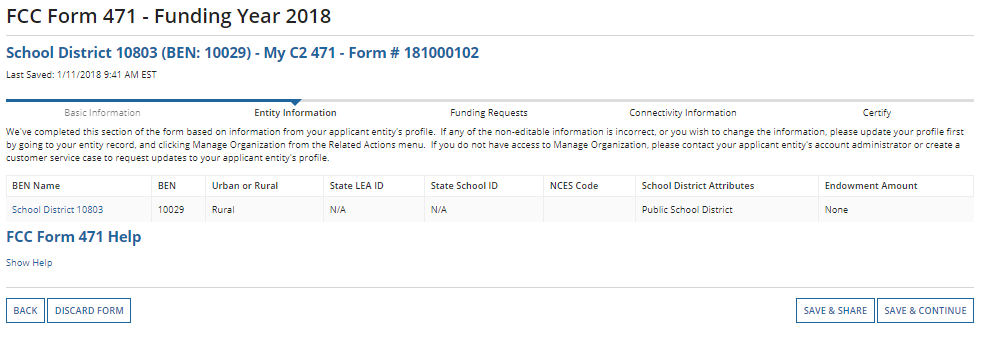 FCC Form 471 - Funding Year 2018
School District 10803 (BEN: 10029) - My C2 471 - Form # 181000102
Last Saved: 1/11/2018 9:41 AM EST
Basic Information Entity Information Funding Requests Connectivity Information Certify
We've completed this section of the form based on information from your applicant entity's profile. If any of the non-editable information is incorrect, or you wish to change the information, please update your profile first
by going to your entity record, and clicking Manage Organization from the Related Actions menu. If you do not have access to Manage Organization, please contact your applicant entity's account administrator or create a
customer service case to request updates to your applicant entity's profile.
BEN Name BEN Urban or Rural State LEA ID State School ID NCES Code School District Attributes Endowment Amount
School District 10803 10029 Rural N/A N/A Public School District None
FCC Form 471 Help
Show Help
BACK DISCARD FORM SAVE & SHARE SAVE & CONTINUE